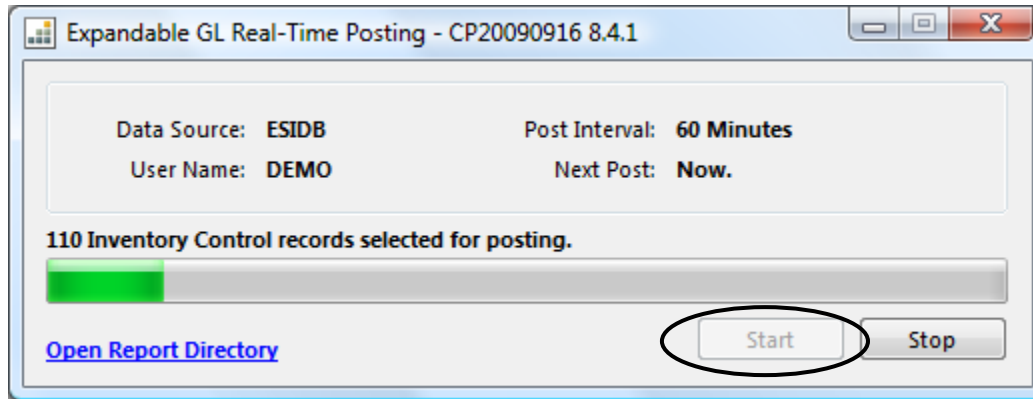 Expandable GL Real-Time Posting - CP20090916 8.4.1
Data Source: ESIDB Post Interval: 60 Minutes
User Name: DEMO Next Post: Now.
110 Inventory Control records selected for posting.
Open Report Directory Start Stop